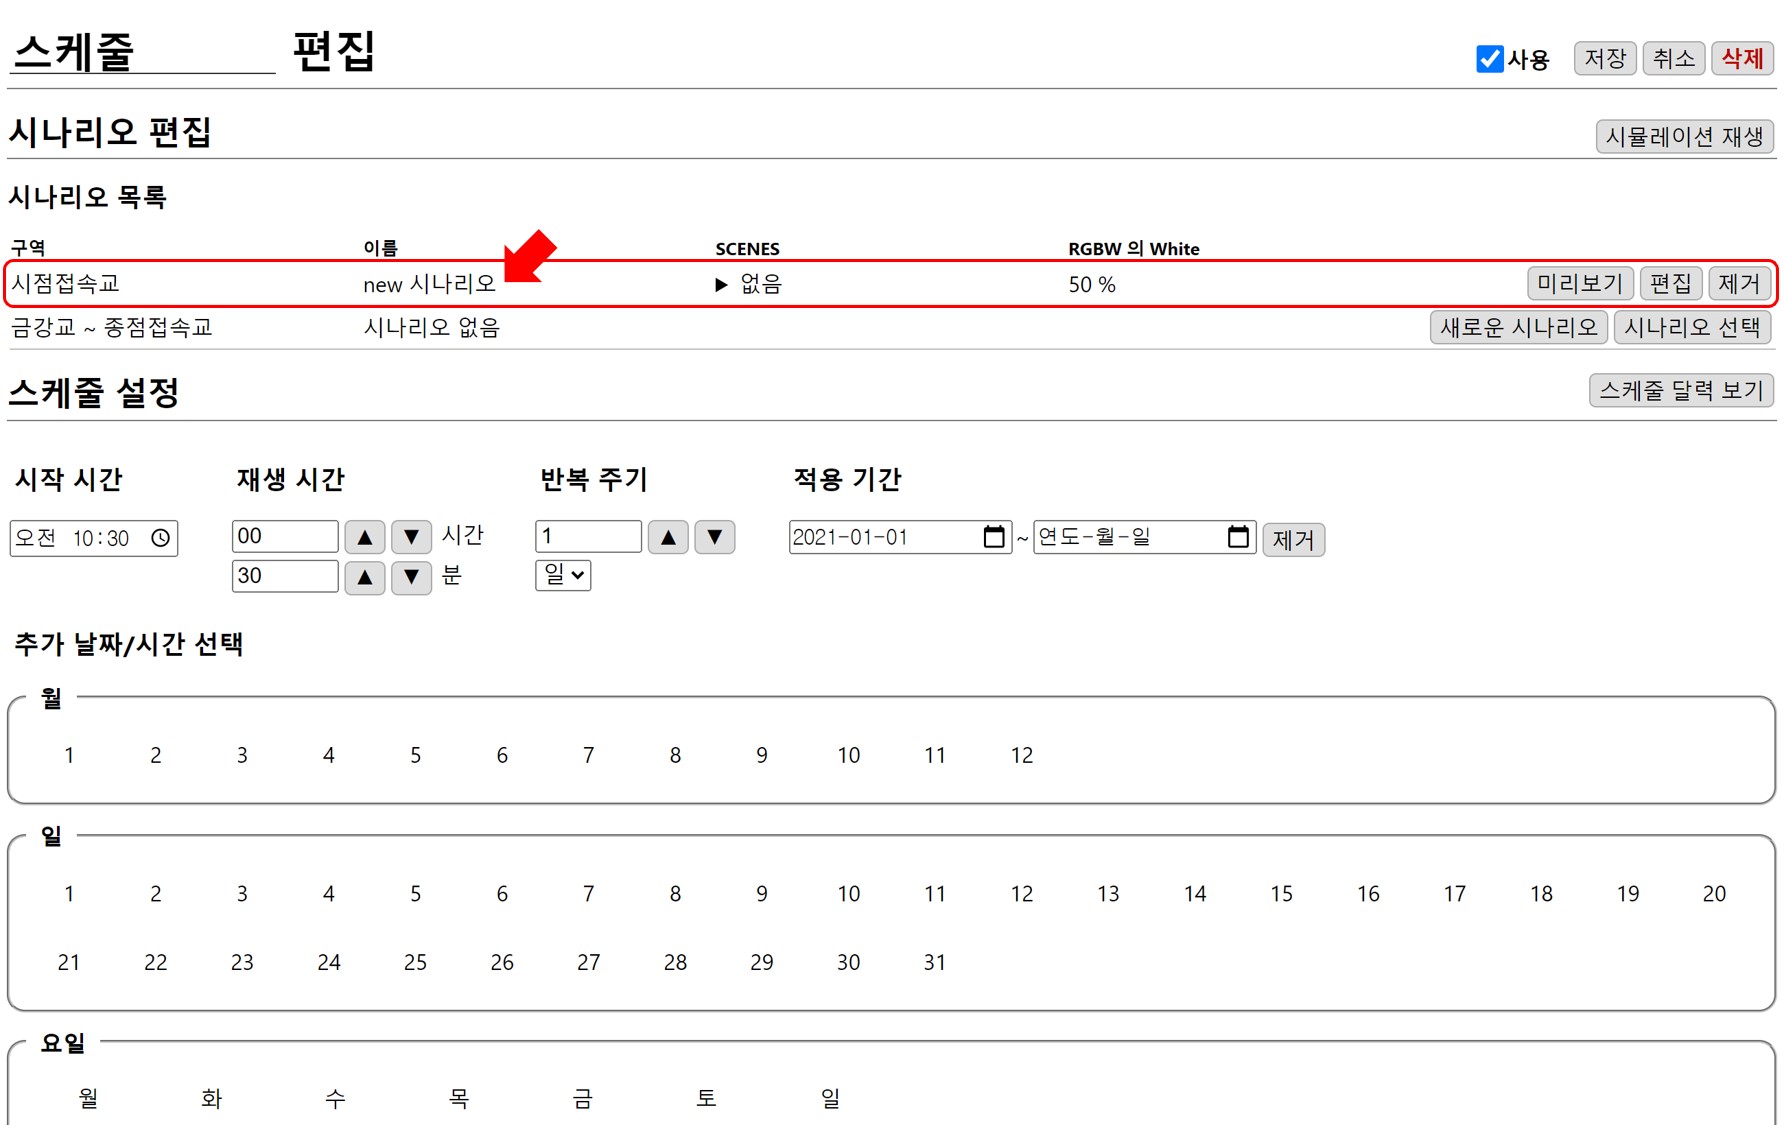 스케줄 편집
사용 저장 취소 삭제
시나리오 편집 시뮬레이션 재생
시나리오 목록
구역 이름 SCENES RGBW 의 White
시점접속교 new 시나리오 ▶ 없음 50 % 미리보기 편집 제거
금강교 ~ 종점접속교 시나리오 없음 새로운 시나리오 시나리오 선택
스케줄 설정 스케줄 달력 보기
시작 시간 재생 시간 반복 주기 적용 기간
오전 10:30 00 ▲ ▼ 시간 1 ▲ ▼ 2021-01-01 ~ 연도-월-일 제거
30 ▲ ▼ 분 일
추가 날짜/시간 선택
월
1 2 3 4 5 6 7 8 9 10 11 12
일
1 2 3 4 5 6 7 8 9 10 11 12 13 14 15 16 17 18 19 20
21 22 23 24 25 26 27 28 29 30 31
요일
월 화 수 목 금 토 일